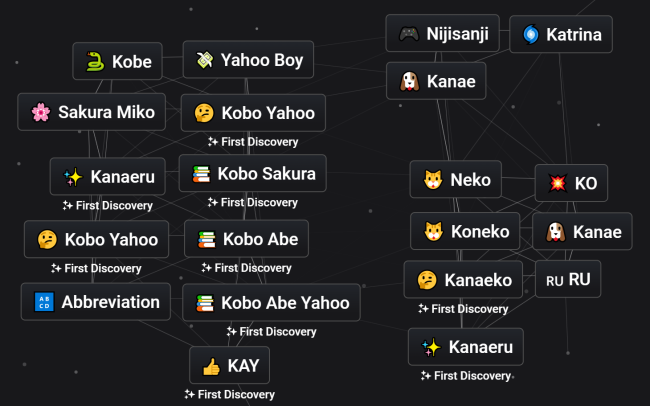 Kobe
Yahoo Boy
Sakura Miko
Kobo Yahoo
First Discovery
Kanaeru
First Discovery
Kobo Sakura
First Discovery
Kobo Yahoo
First Discovery
Kobo Abe
First Discovery
ABCD Abbreviation
Kobo Abe Yahoo
First Discovery
KAY
First Discovery
Nijisanji
Katrina
Kanae
Neko
KO
Koneko
Kanae
Kanaeko
First Discovery
RU RU
Kanaeru
First Discovery